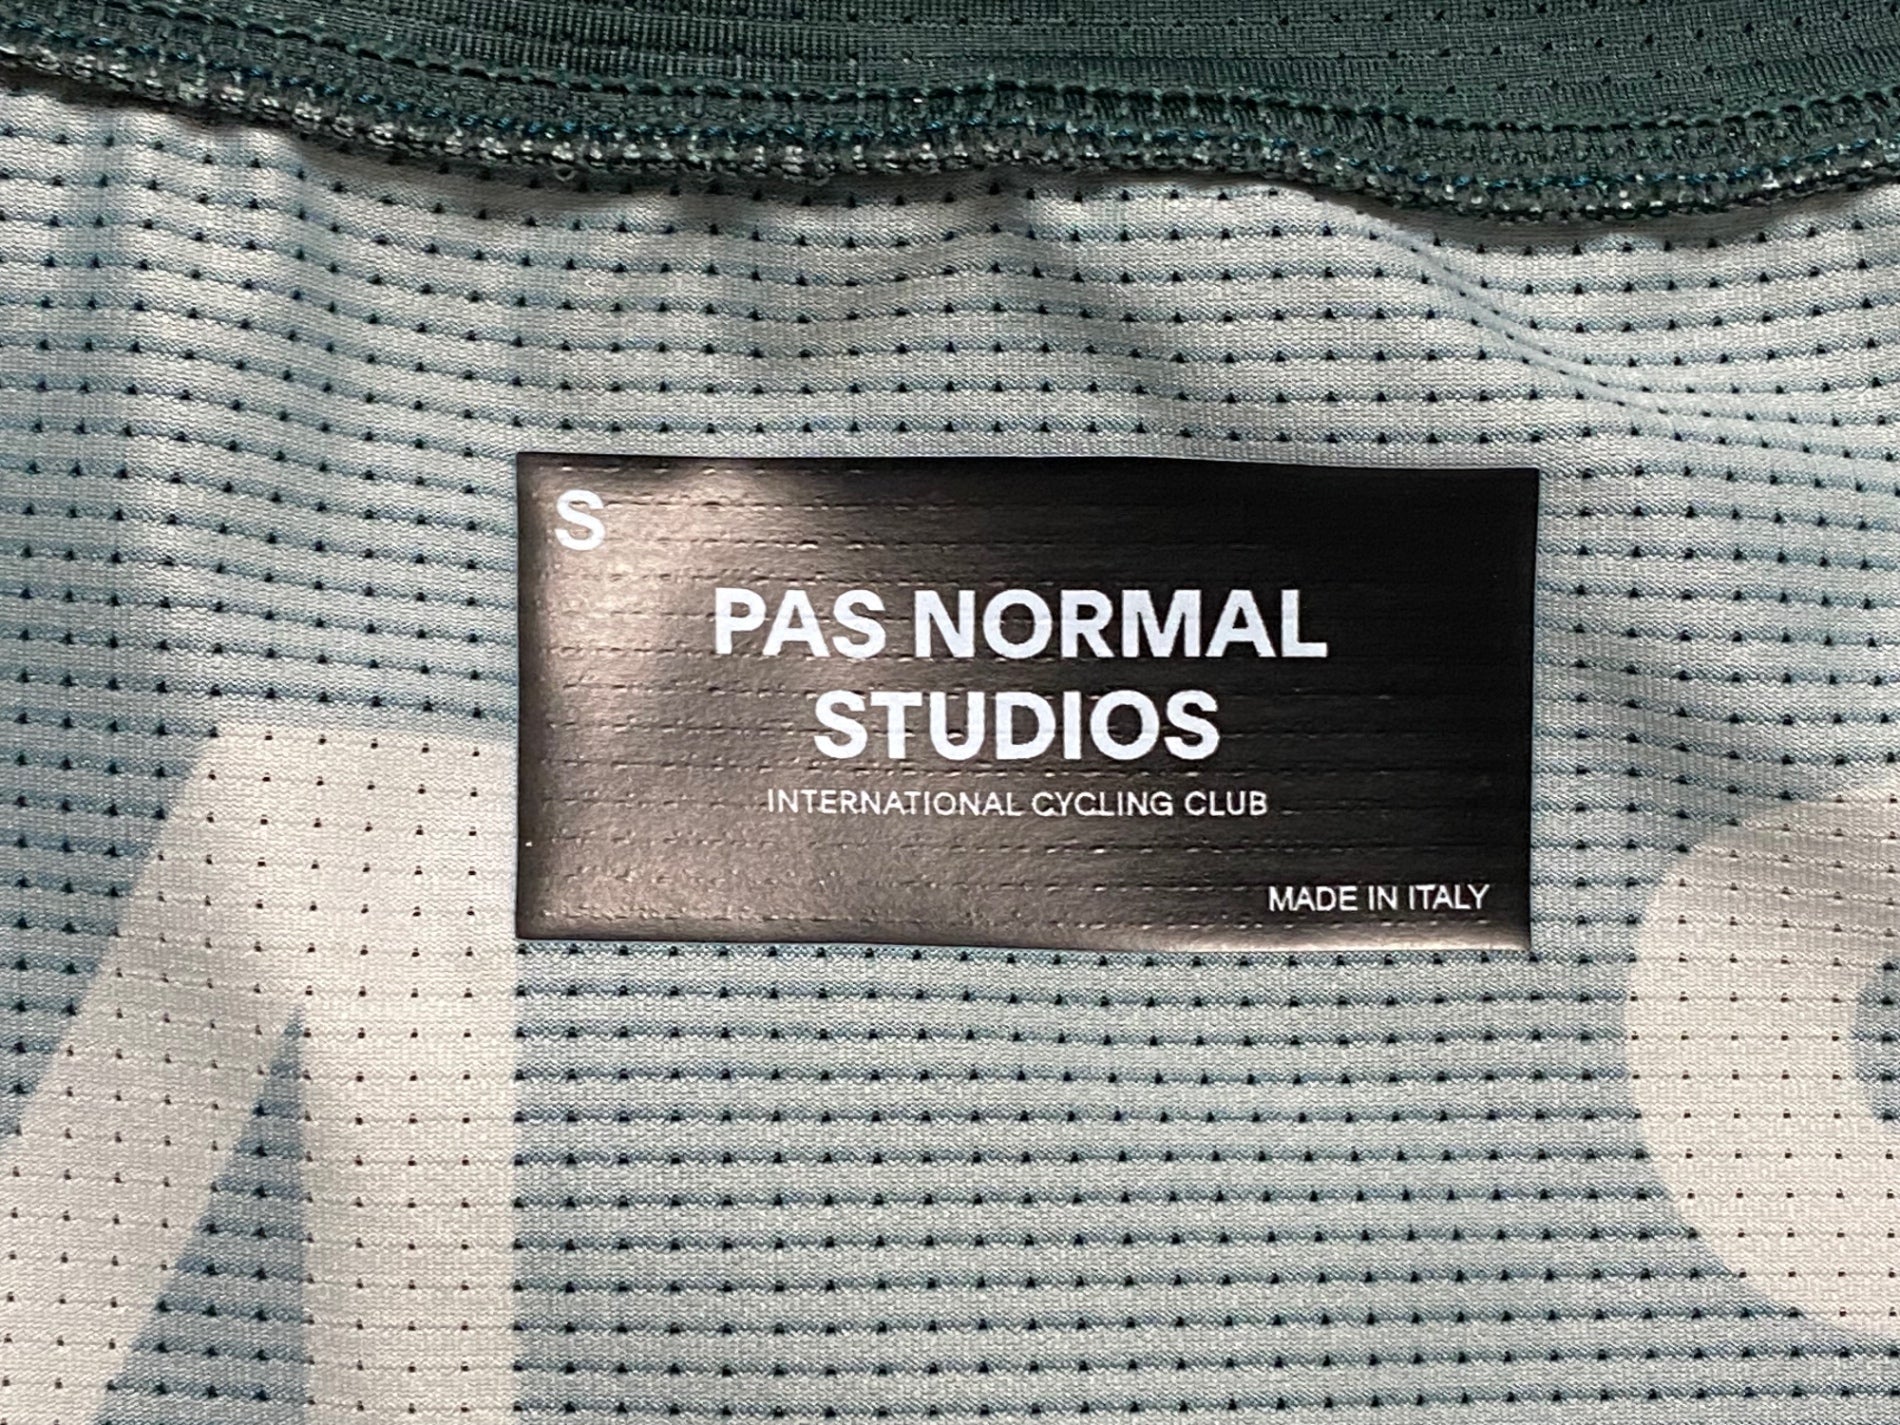 S
PAS NORMAL
STUDIOS
INTERNATIONAL CYCLING CLUB
MADE IN ITALY